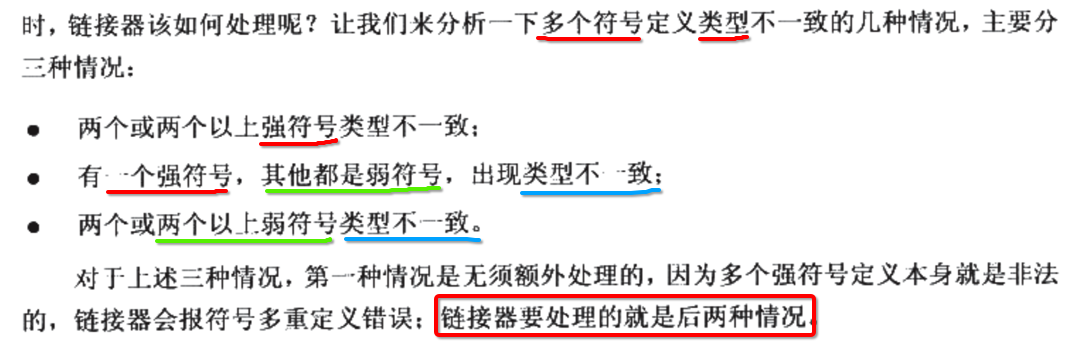 时，链接器该如何处理呢？让我们来分析一下多个符号定义类型不一致的几种情况，主要分
三种情况：
● 两个或两个以上强符号类型不一致；
● 有一个强符号，其他都是弱符号，出现类型不一致；
● 两个或两个以上弱符号类型不一致。
对于上述三种情况，第一种情况是无须额外处理的，因为多个强符号定义本身就是非法
的，链接器会报符号多重定义错误；链接器要处理的就是后两种情况。